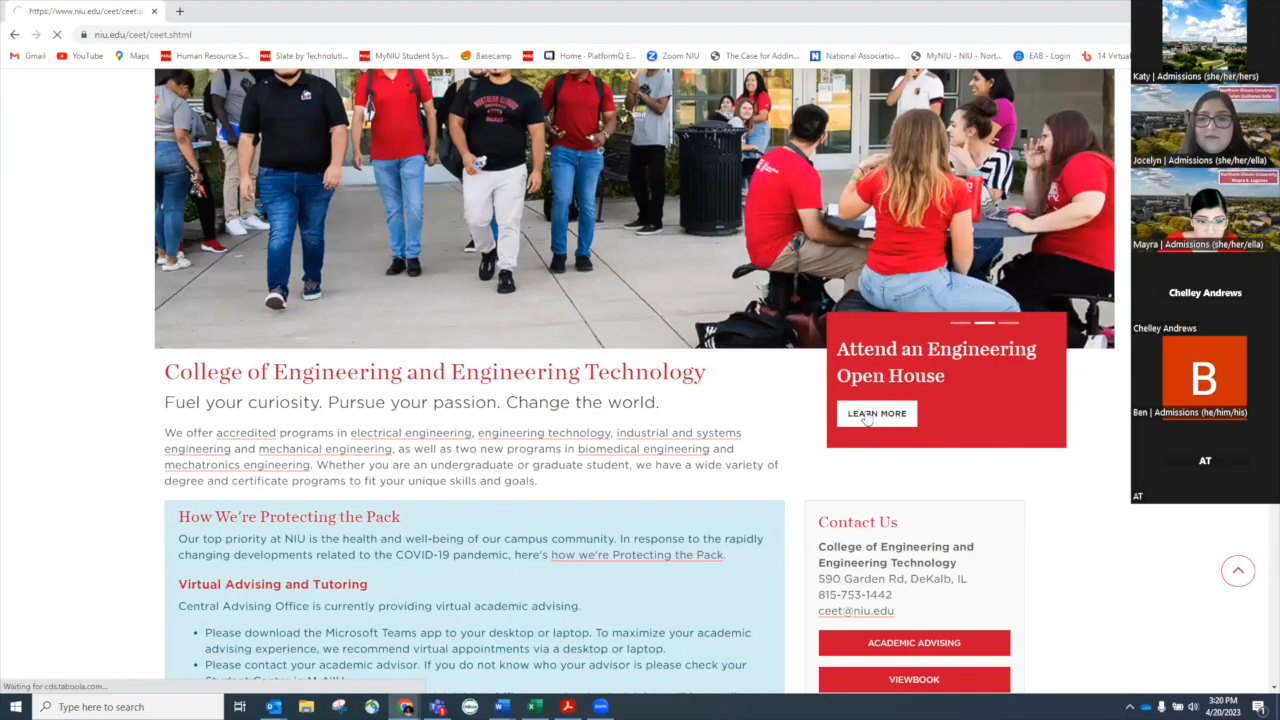 https://www.niu.edu/ceet/ceet.s
niu.edu/ceet/ceet.shtml
Gmail
YouTube
Maps
Human Resource S...
Slate by Technoluti...
MyNIU Student Sys...
Basecamp
Home - PlatformQ E...
Zoom NIU
The Case for Addin...
National Associatio...
MyNIU - NIU - Nort...
EAB - Login
14 Virtual
Katy | Admissions (she/her/hers)
Northern Illinois University
Jocelyn | Admissions (she/her/ella)
Northern Illinois University
Mayra | Admissions (she/her/ella)
Chelley Andrews
Chelley Andrews
B
Ben | Admissions (he/him/his)
AT
AT
Attend an Engineering
Open House
LEARN MORE
College of Engineering and Engineering Technology
Fuel your curiosity. Pursue your passion. Change the world.
We offer accredited programs in electrical engineering, engineering technology, industrial and systems
engineering and mechanical engineering, as well as two new programs in biomedical engineering and
mechatronics engineering. Whether you are an undergraduate or graduate student, we have a wide variety of
degree and certificate programs to fit your unique skills and goals.
How We're Protecting the Pack
Our top priority at NIU is the health and well-being of our campus community. In response to the rapidly
changing developments related to the COVID-19 pandemic, here's how we're Protecting the Pack.
Virtual Advising and Tutoring
Central Advising Office is currently providing virtual academic advising.
• Please download the Microsoft Teams app to your desktop or laptop. To maximize your academic
advising experience, we recommend virtual appointments via a desktop or laptop.
• Please contact your academic advisor. If you do not know who your advisor is please check your
Contact Us
College of Engineering and
Engineering Technology
590 Garden Rd, DeKalb, IL
815-753-1442
ceet@niu.edu
ACADEMIC ADVISING
VIEWBOOK
Waiting for cds.taboola.com...
Type here to search
3:20 PM
4/20/2023